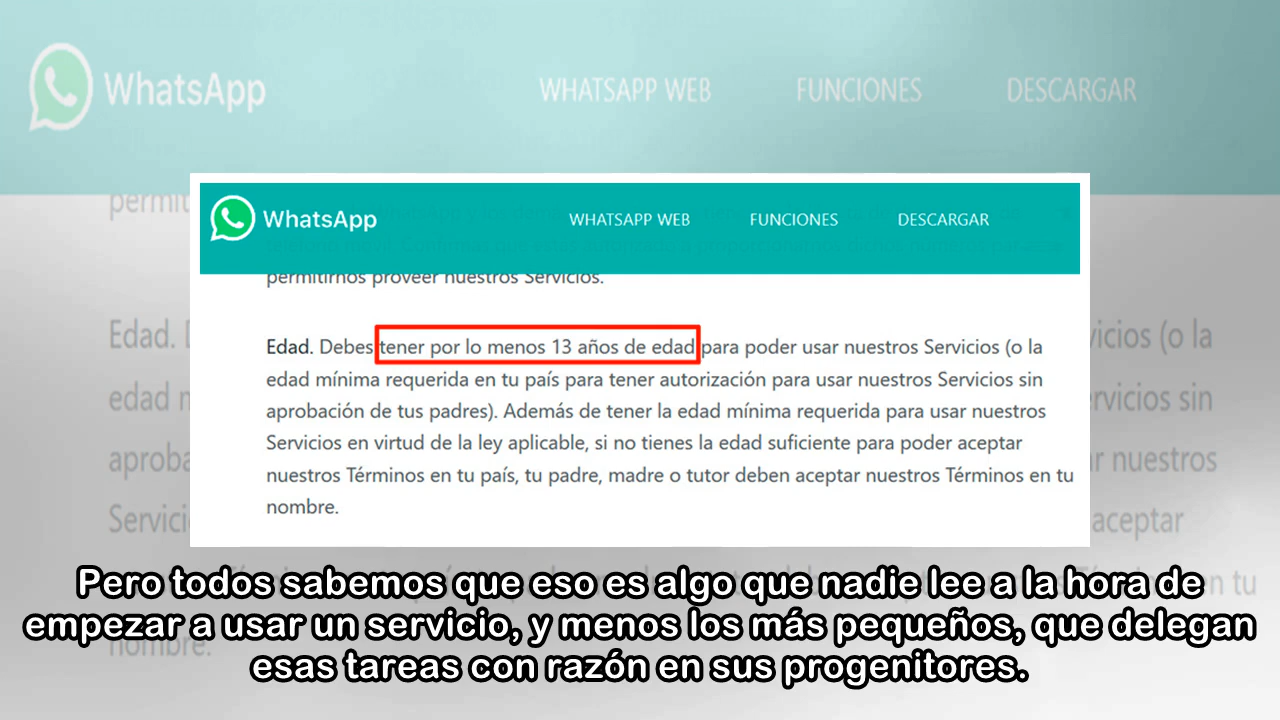 WhatsApp WHATSAPP WEB FUNCIONES DESCARGAR
WhatsApp WHATSAPP WEB FUNCIONES DESCARGAR
permitirnos proveer nuestros Servicios.
Edad. Debes tener por lo menos 13 años de edad para poder usar nuestros Servicios (o la
edad mínima requerida en tu país para tener autorización para usar nuestros Servicios sin
aprobación de tus padres). Además de tener la edad mínima requerida para usar nuestros
Servicios en virtud de la ley aplicable, si no tienes la edad suficiente para poder aceptar
nuestros Términos en tu país, tu padre, madre o tutor deben aceptar nuestros Términos en tu
nombre.
Pero todos sabemos que eso es algo que nadie lee a la hora de
empezar a usar un servicio, y menos los más pequeños, que delegan
esas tareas con razón en sus progenitores.